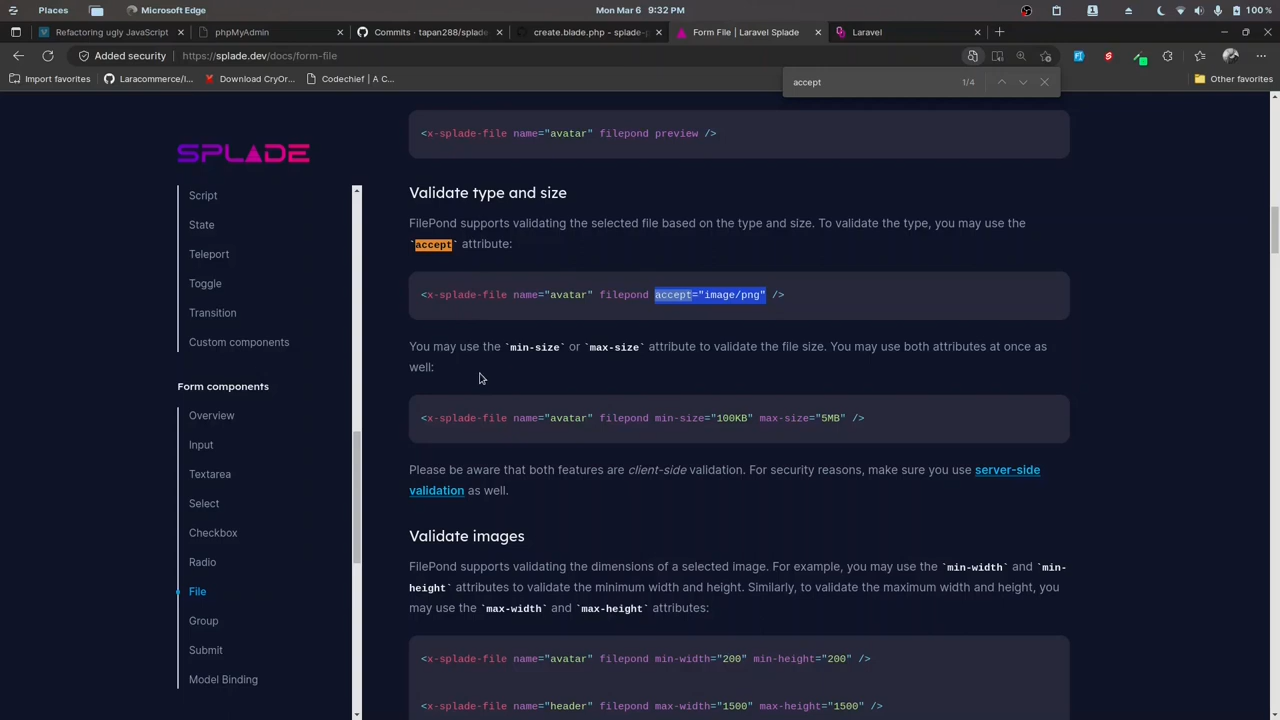 Places
Microsoft Edge
Mon Mar 6 9:32 PM
100 %
Refactoring ugly JavaScript
phpMyAdmin
Commits · tapan288/splade-
create.blade.php - splade-
Form File | Laravel Splade
Laravel
Added security
https://splade.dev/docs/form-file
Import favorites
Laracommerce/l...
Download CryOr...
Codechief | A C...
Other favorites
accept
1/4
<x-splade-file name="avatar" filepond preview />
SPLADE
Script
State
Teleport
Toggle
Transition
Custom components
Form components
Overview
Input
Textarea
Select
Checkbox
Radio
File
Group
Submit
Model Binding
Validate type and size
FilePond supports validating the selected file based on the type and size. To validate the type, you may use the
`accept` attribute:
<x-splade-file name="avatar" filepond accept="image/png" />
You may use the `min-size` or `max-size` attribute to validate the file size. You may use both attributes at once as
well:
<x-splade-file name="avatar" filepond min-size="100KB" max-size="5MB" />
Please be aware that both features are client-side validation. For security reasons, make sure you use server-side
validation as well.
Validate images
FilePond supports validating the dimensions of a selected image. For example, you may use the `min-width` and `min-
height` attributes to validate the minimum width and height. Similarly, to validate the maximum width and height, you
may use the `max-width` and `max-height` attributes:
<x-splade-file name="avatar" filepond min-width="200" min-height="200" />
<x-splade-file name="header" filepond max-width="1500" max-height="1500" />